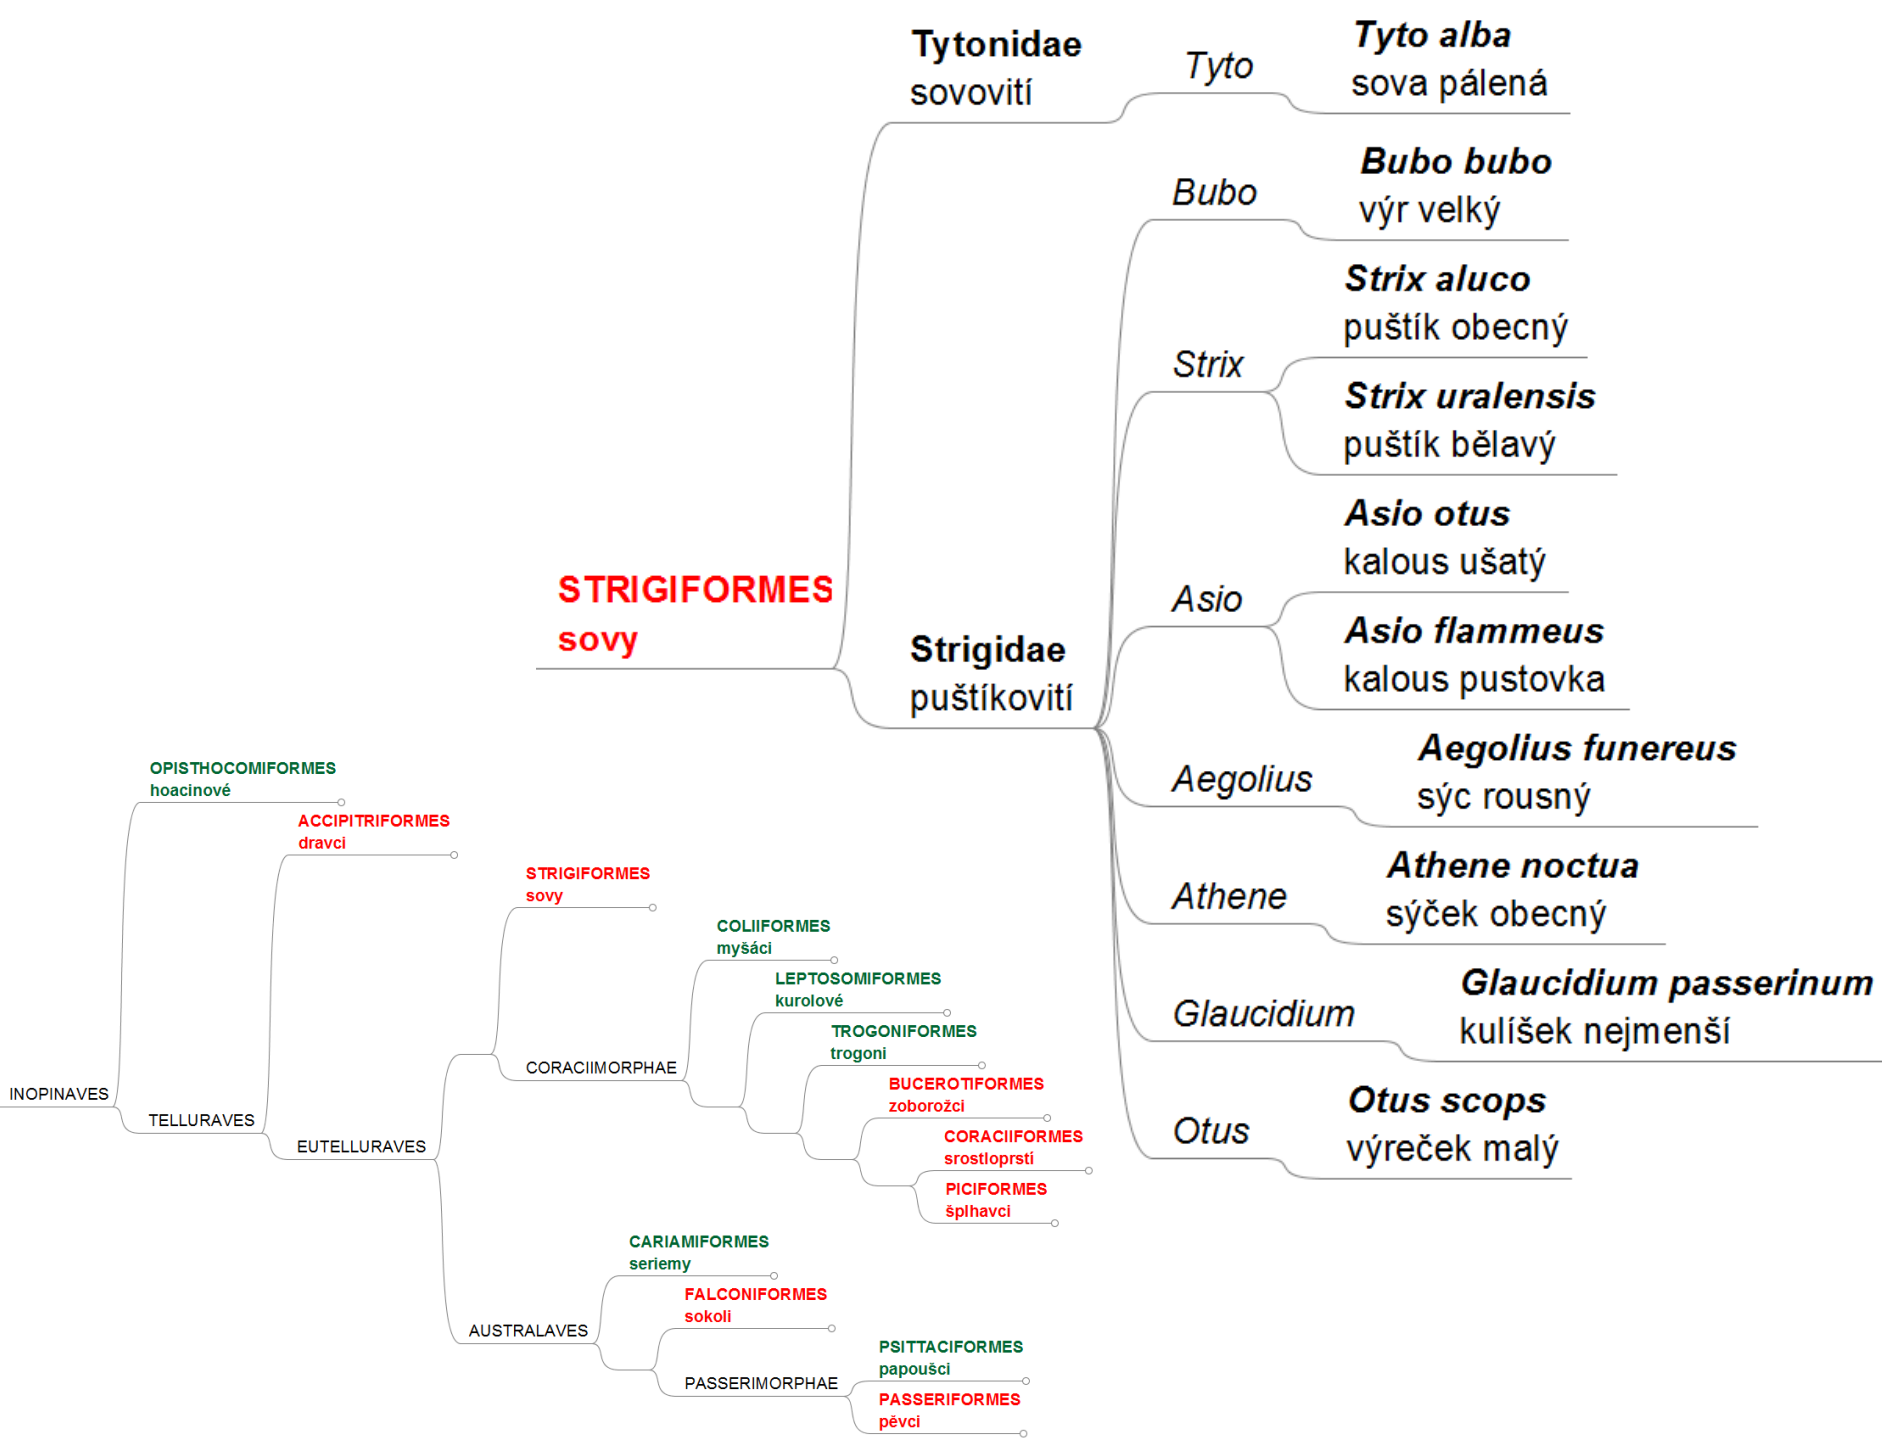 Tytonidae
sovovití
Tyto
Tyto alba
sova pálená
Bubo
Bubo bubo
výr velký
Strix
Strix aluco
puštík obecný
Strix uralensis
puštík bělavý
STRIGIFORMES
sovy
Strigidae
puštíkovití
Asio
Asio otus
kalous ušatý
Asio flammeus
kalous pustovka
Aegolius
Aegolius funereus
sýc rousný
Athene
Athene noctua
sýček obecný
Glaucidium
Glaucidium passerinum
kulíšek nejmenší
Otus
Otus scops
výreček malý
OPISTHOCOMIFORMES
hoacinové
ACCIPITRIFORMES
dravci
STRIGIFORMES
sovy
COLIIFORMES
myšáci
LEPTOSOMIFORMES
kurolové
TROGONIFORMES
trogoni
CORACIIMORPHAE
BUCEROTIFORMES
zoborožci
INOPINAVES
TELLURAVES
EUTELLURAVES
CORACIIFORMES
srostloprstí
PICIFORMES
šplhavci
CARIAMIFORMES
seriemy
FALCONIFORMES
sokoli
AUSTRALAVES
PSITTACIFORMES
papoušci
PASSERIMORPHAE
PASSERIFORMES
pěvci